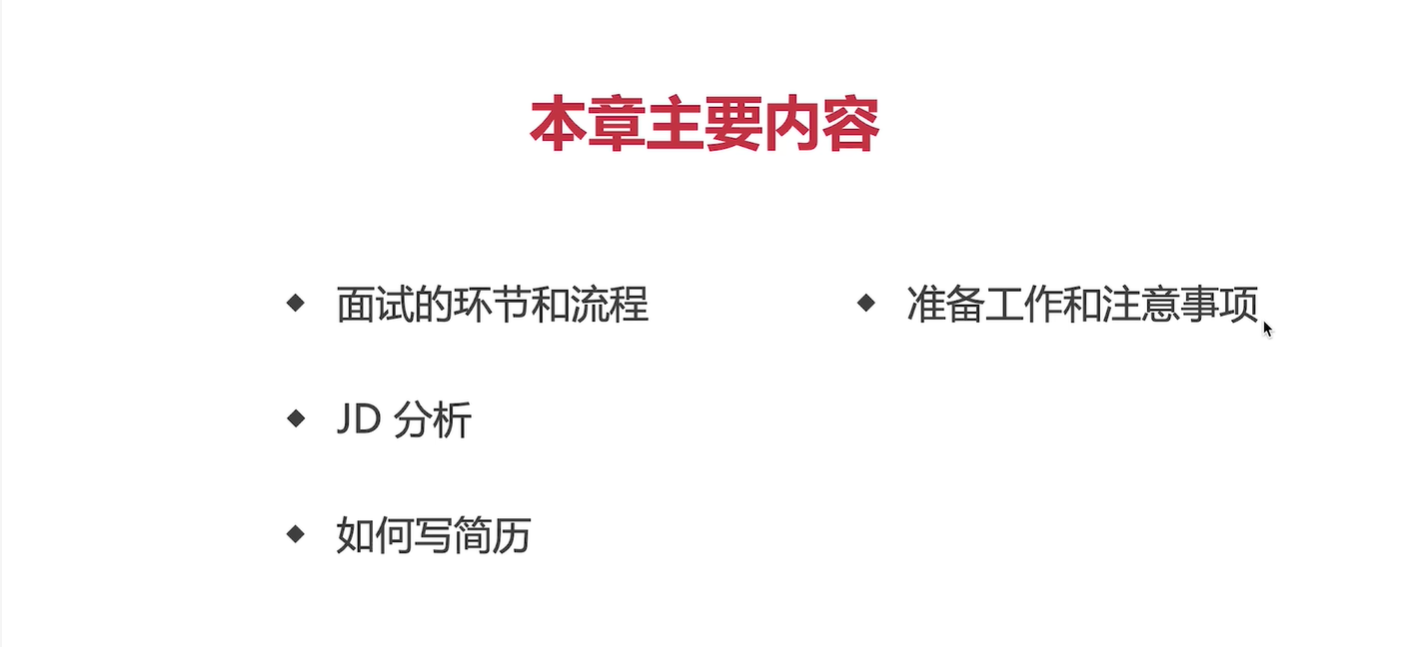 本章主要内容
◆ 面试的环节和流程
◆ JD 分析
◆ 如何写简历
◆ 准备工作和注意事项